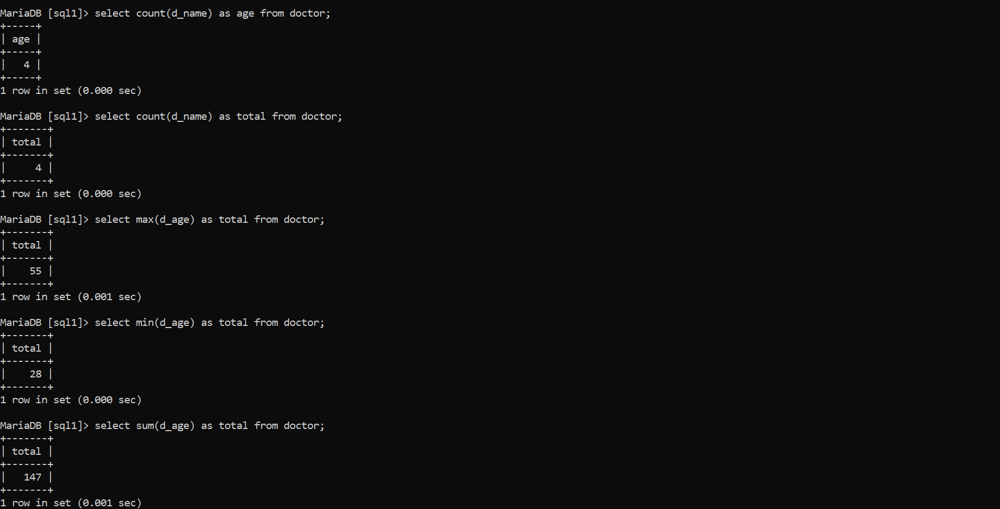 MariaDB [sql1]> select count(d_name) as age from doctor;
+-----+
| age |
+-----+
|   4 |
+-----+
1 row in set (0.000 sec)

MariaDB [sql1]> select count(d_name) as total from doctor;
+-------+
| total |
+-------+
|     4 |
+-------+
1 row in set (0.000 sec)

MariaDB [sql1]> select max(d_age) as total from doctor;
+-------+
| total |
+-------+
|    55 |
+-------+
1 row in set (0.001 sec)

MariaDB [sql1]> select min(d_age) as total from doctor;
+-------+
| total |
+-------+
|    28 |
+-------+
1 row in set (0.000 sec)

MariaDB [sql1]> select sum(d_age) as total from doctor;
+-------+
| total |
+-------+
|   147 |
+-------+
1 row in set (0.001 sec)